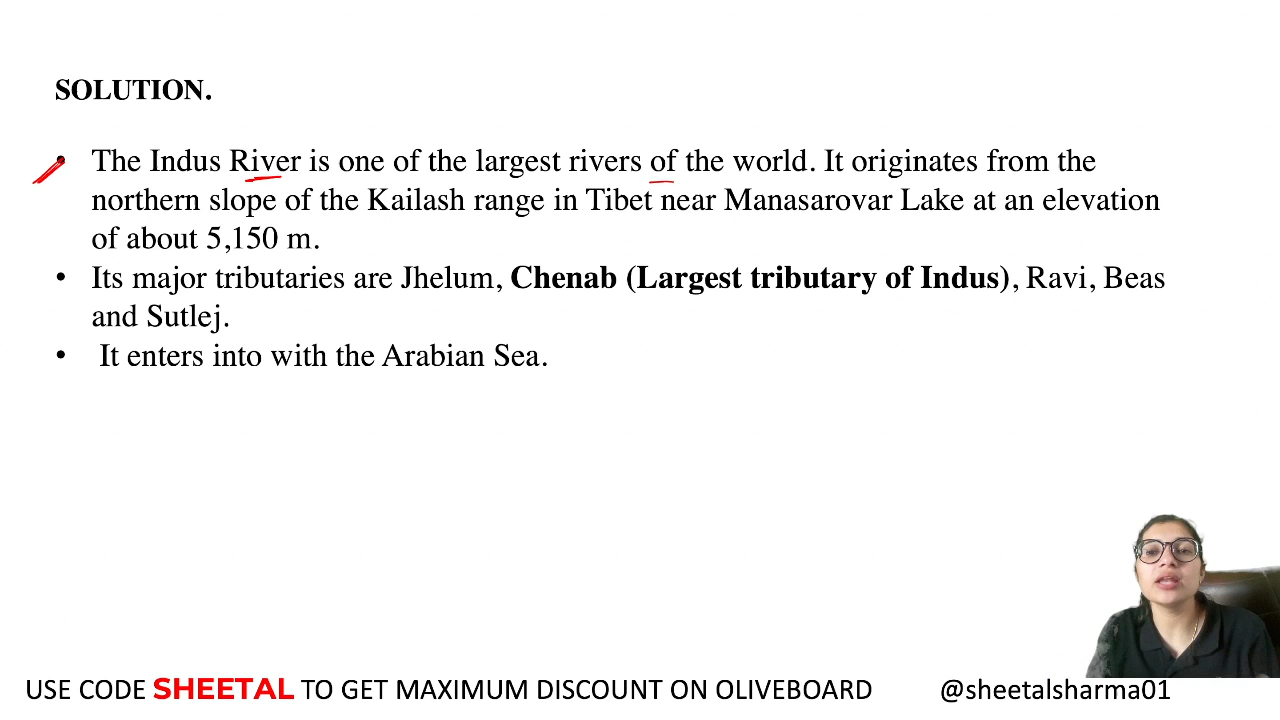 SOLUTION.
• The Indus River is one of the largest rivers of the world. It originates from the
northern slope of the Kailash range in Tibet near Manasarovar Lake at an elevation
of about 5,150 m.
• Its major tributaries are Jhelum, Chenab (Largest tributary of Indus), Ravi, Beas
and Sutlej.
• It enters into with the Arabian Sea.
USE CODE SHEETAL TO GET MAXIMUM DISCOUNT ON OLIVEBOARD
@sheetalsharma01